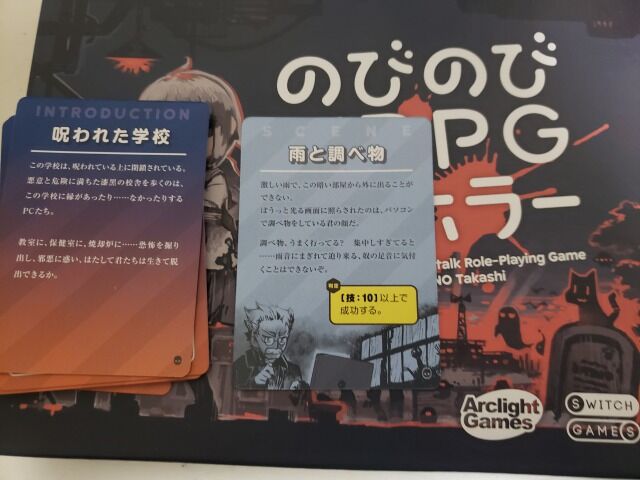 のびのび
RPG
ホラー
talk Role-Playing Game
NO Takashi
INTRODUCTION
呪われた学校
この学校は、呪われている上に閉鎖されている。
悪意と危険に満ちた漆黒の校舎を歩くのは、
この学校に縁があったり……なかったりする
PCたち。
教室に、保健室に、焼却炉に……恐怖を掘り
出し、邪悪に惑い、はたして君たちは生きて脱
出できるか。
SCENE
雨と調べ物
激しい雨で、この暗い部屋から外に出ることが
できない。
ぼうっと光る画面に照らされたのは、パソコン
で調べ物をしている君の顔だ。
調べ物、うまく行ってる? 集中しすぎてると
……雨音にまぎれて迫り来る、奴の足音に気付
くことはできないぞ。
判定
【技:10】以上で
成功する。
Arclight
Games
SWITCH
GAMES